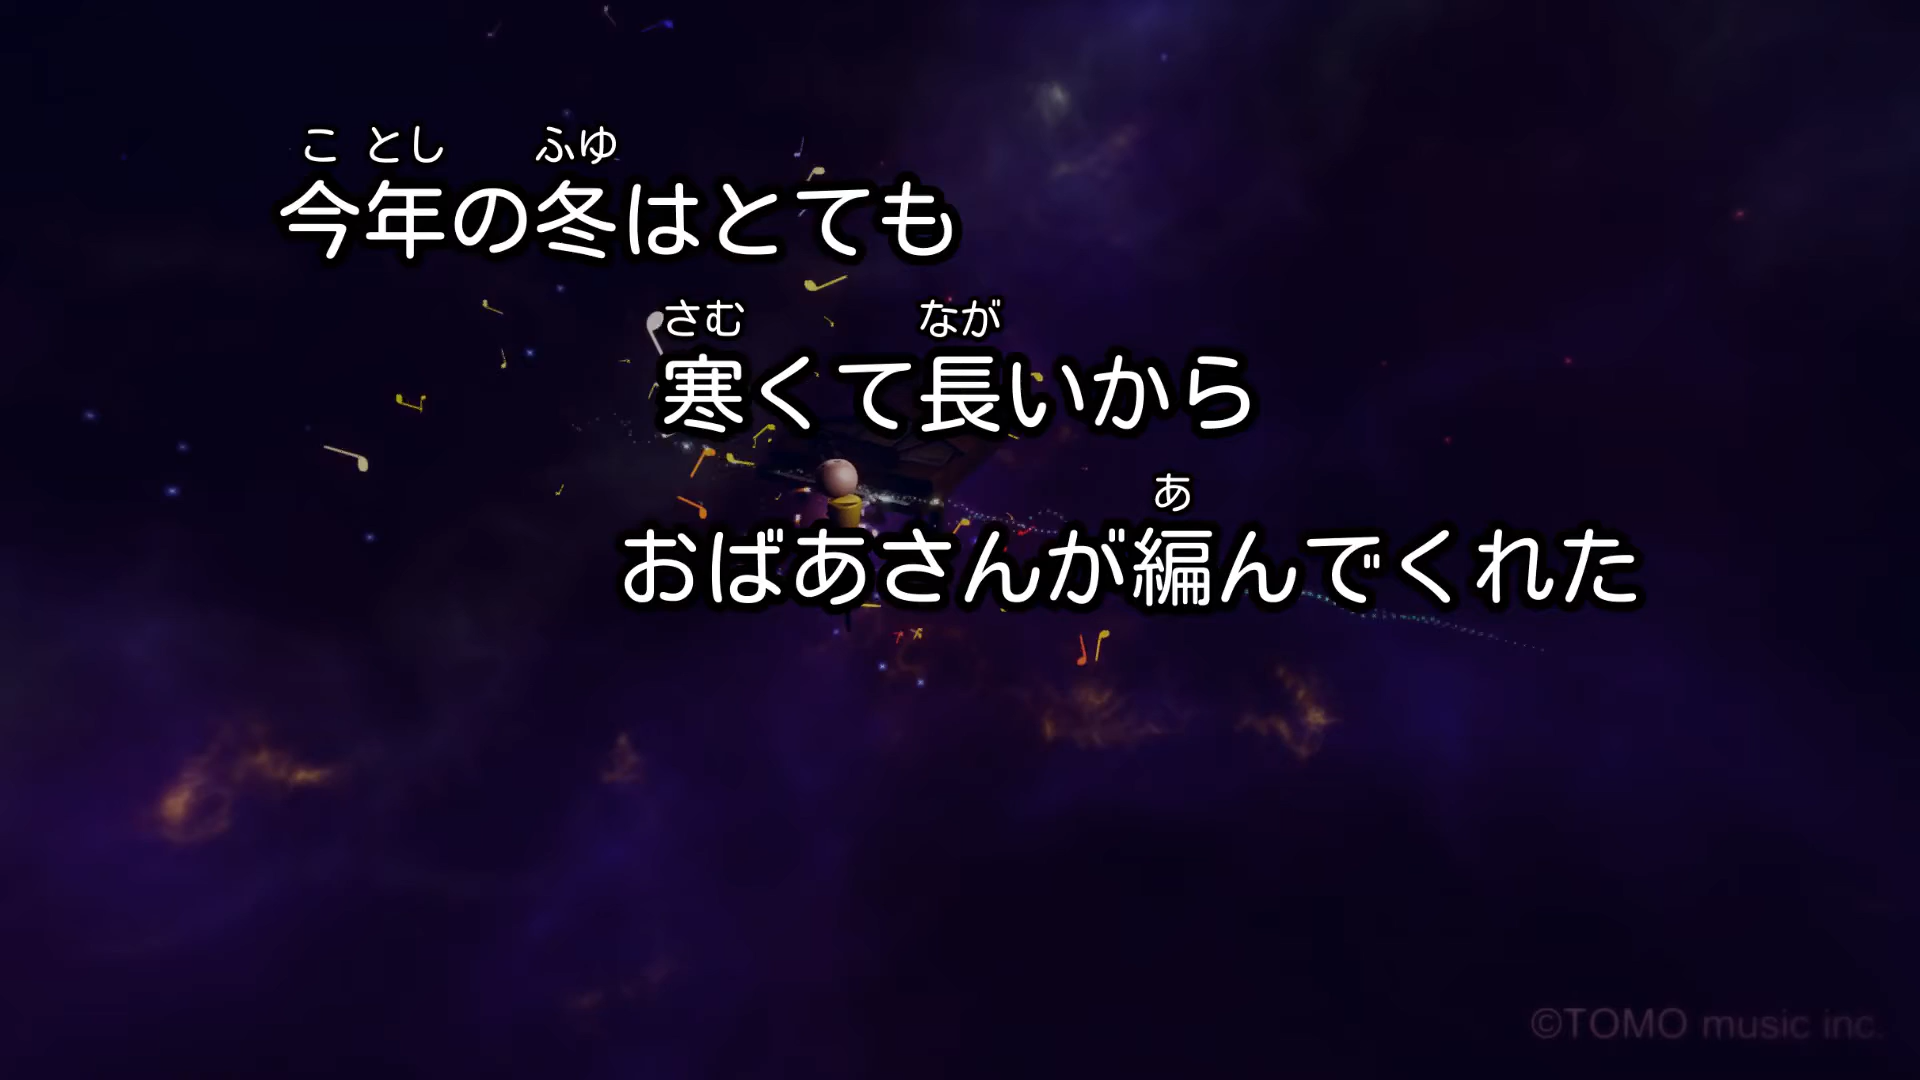 こ とし ふゆ
今年の冬はとても
さむ なが
寒くて長いから
あ
おばあさんが編んでくれた
©TOMO music inc.